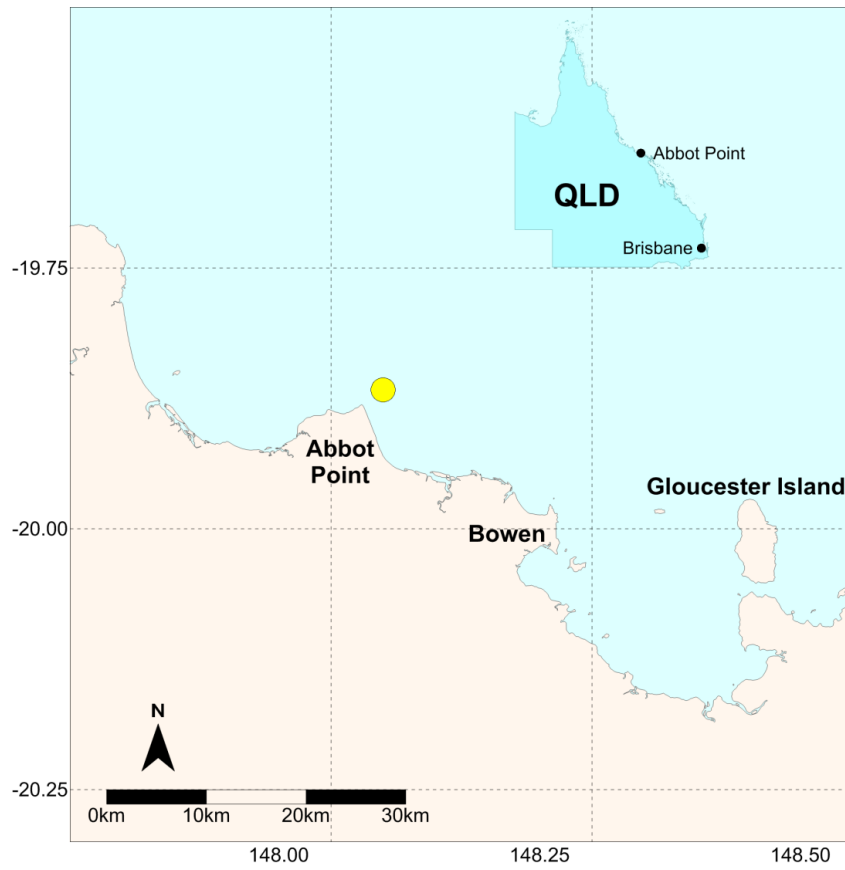 Abbot Point
QLD
Brisbane
-19.75
Abbot
Point
Gloucester Island
-20.00
Bowen
N
-20.25
0km
10km
20km
30km
148.00
148.25
148.50